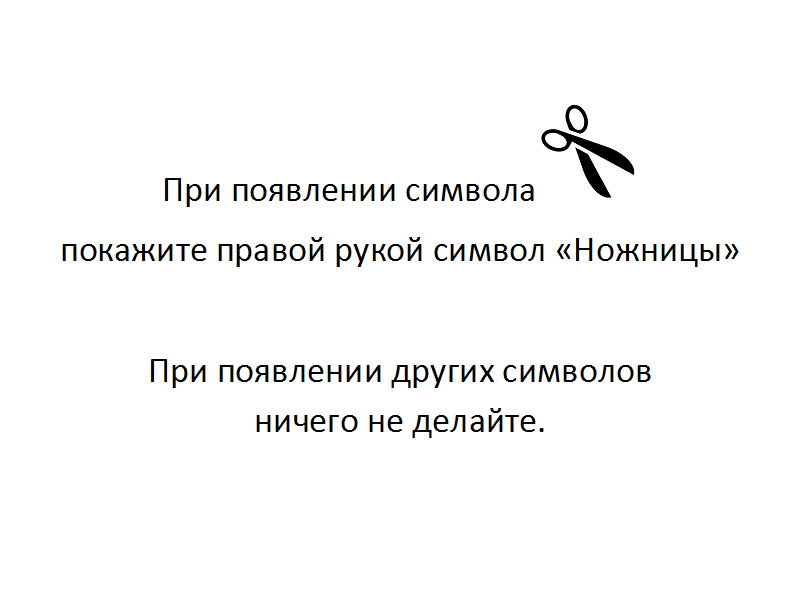 При появлении символа
покажите правой рукой символ «Ножницы»
При появлении других символов
ничего не делайте.